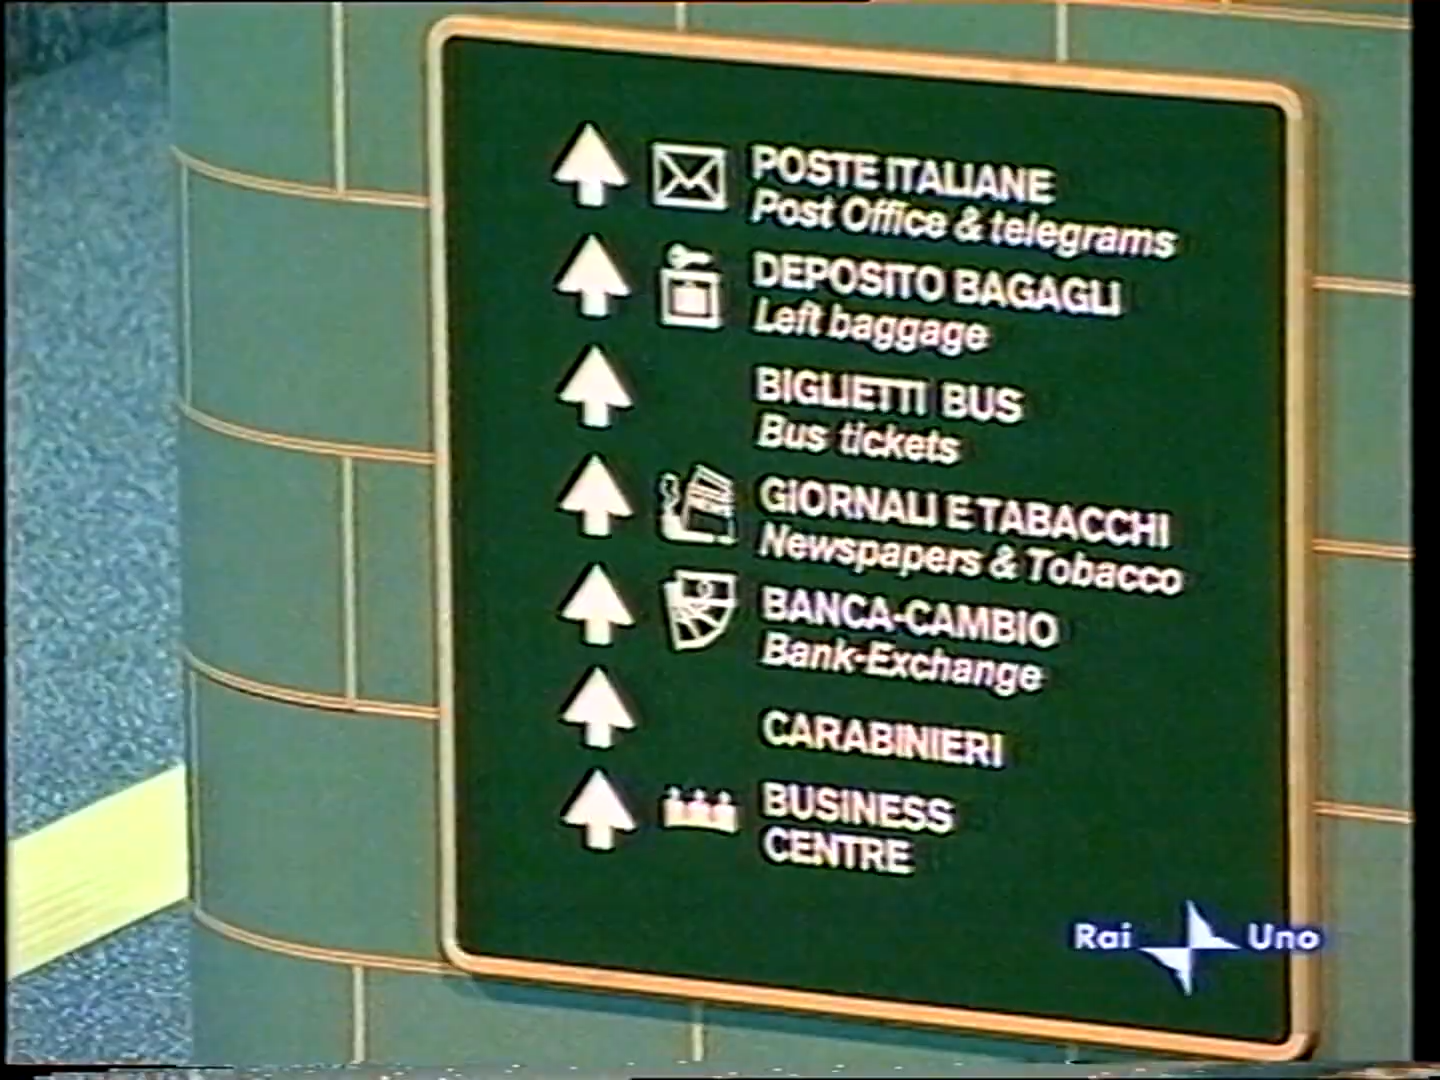 POSTE ITALIANE
Post Office & telegrams
DEPOSITO BAGAGLI
Left baggage
BIGLIETTI BUS
Bus tickets
GIORNALI E TABACCHI
Newspapers & Tobacco
BANCA-CAMBIO
Bank-Exchange
CARABINIERI
BUSINESS
CENTRE
Rai Uno